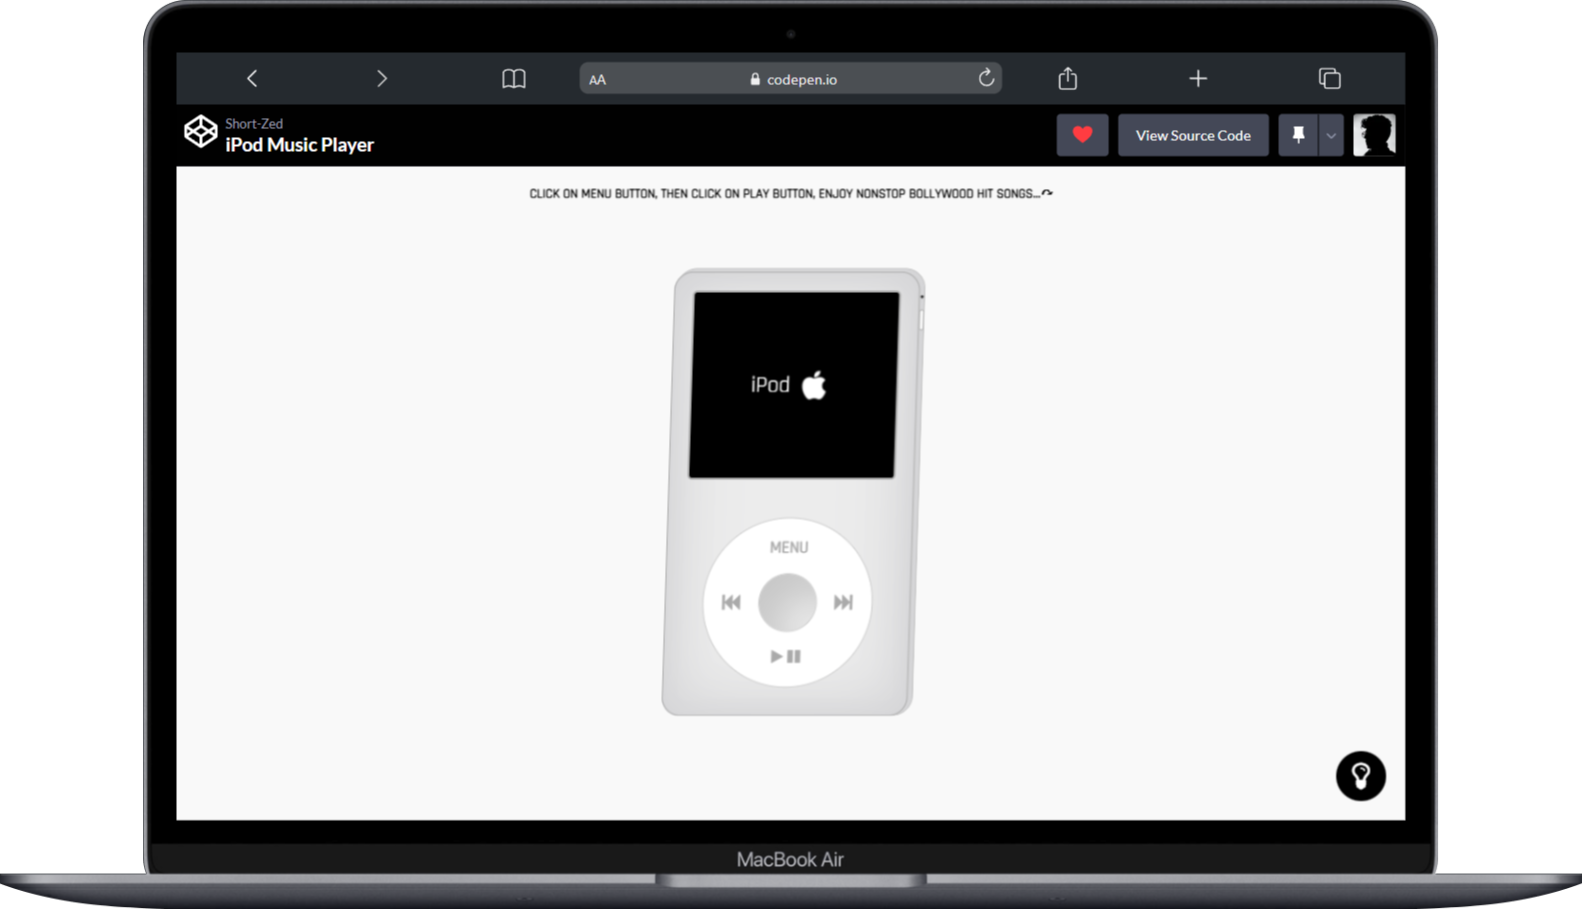 AA
codepen.io
Short-Zed
iPod Music Player
View Source Code
CLICK ON MENU BUTTON, THEN CLICK ON PLAY BUTTON, ENJOY NONSTOP BOLLYWOOD HIT SONGS...
iPod
MENU
MacBook Air